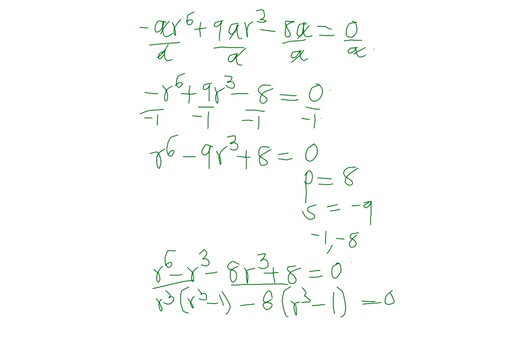 -ar⁶/a + 9ar³/a - 8a/a = 0/a
-r⁶/-1 + 9r³/-1 - 8/-1 = 0/-1
r⁶ - 9r³ + 8 = 0
p = 8
s = -9
-1, -8
r⁶ - r³ - 8r³ + 8 = 0
r³(r³-1) - 8(r³-1) = 0